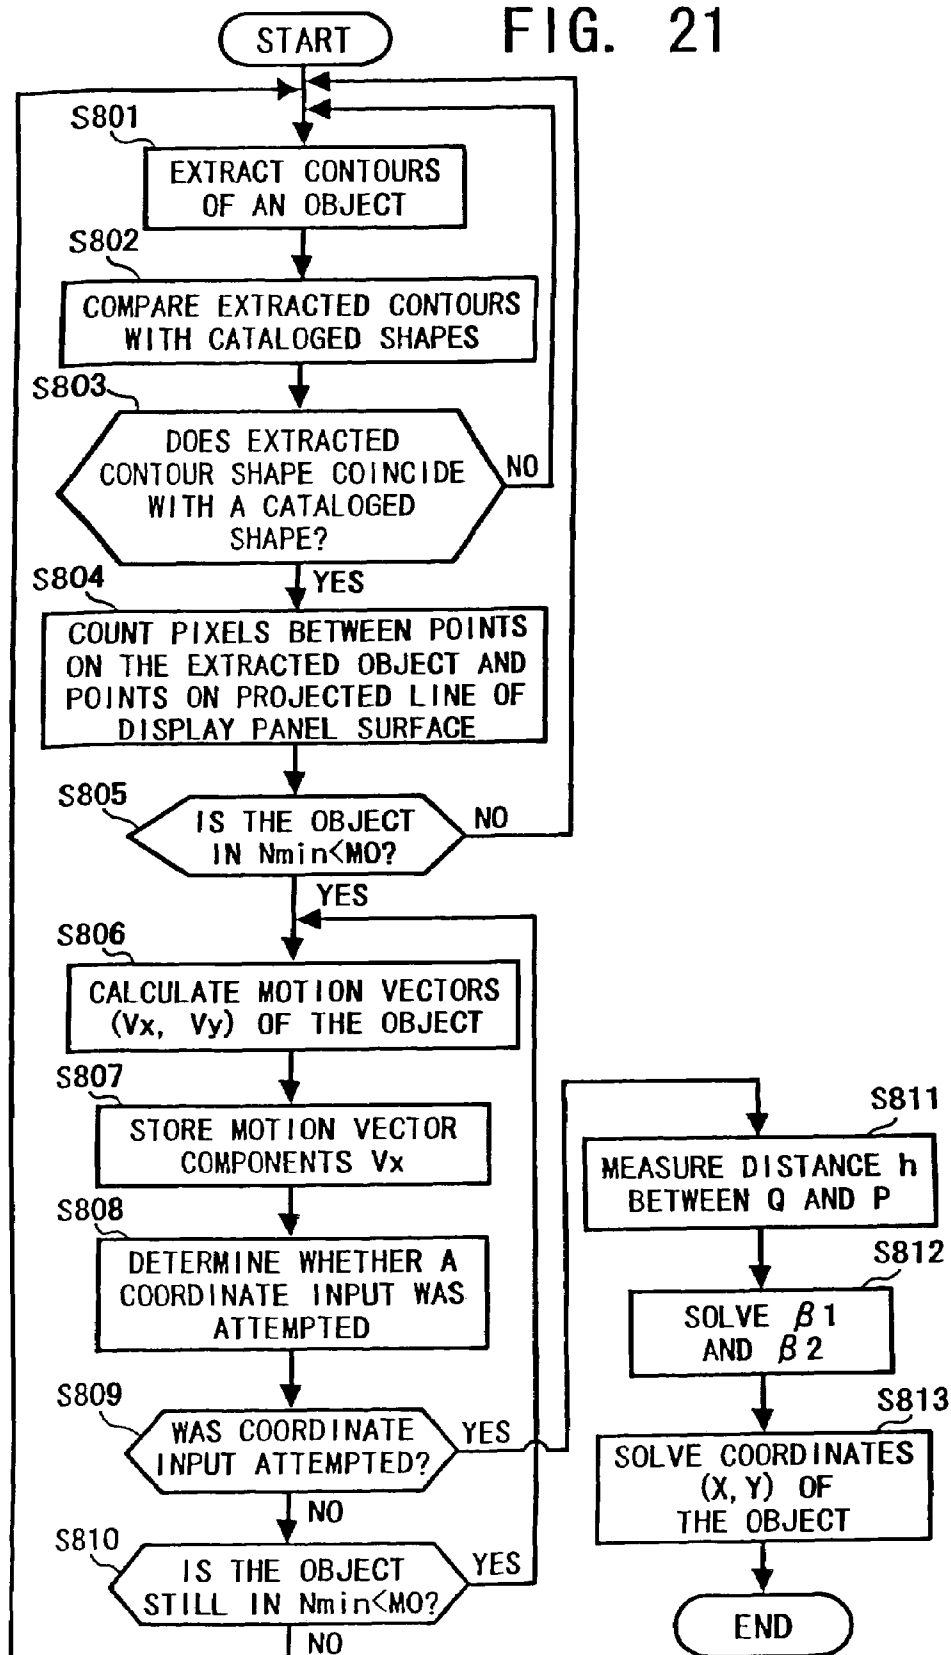 FIG. 21
START
S801
EXTRACT CONTOURS
OF AN OBJECT
S802
COMPARE EXTRACTED CONTOURS
WITH CATALOGED SHAPES
S803
DOES EXTRACTED
CONTOUR SHAPE COINCIDE
WITH A CATALOGED
SHAPE?
NO
YES
S804
COUNT PIXELS BETWEEN POINTS
ON THE EXTRACTED OBJECT AND
POINTS ON PROJECTED LINE OF
DISPLAY PANEL SURFACE
S805
IS THE OBJECT
IN Nmin<MO?
NO
YES
S806
CALCULATE MOTION VECTORS
(Vx, Vy) OF THE OBJECT
S807
STORE MOTION VECTOR
COMPONENTS Vx
S808
DETERMINE WHETHER A
COORDINATE INPUT WAS
ATTEMPTED
S809
WAS COORDINATE
INPUT ATTEMPTED?
YES
NO
S810
IS THE OBJECT
STILL IN Nmin<MO?
YES
NO
S811
MEASURE DISTANCE h
BETWEEN Q AND P
S812
SOLVE β1
AND β2
S813
SOLVE COORDINATES
(X, Y) OF
THE OBJECT
END